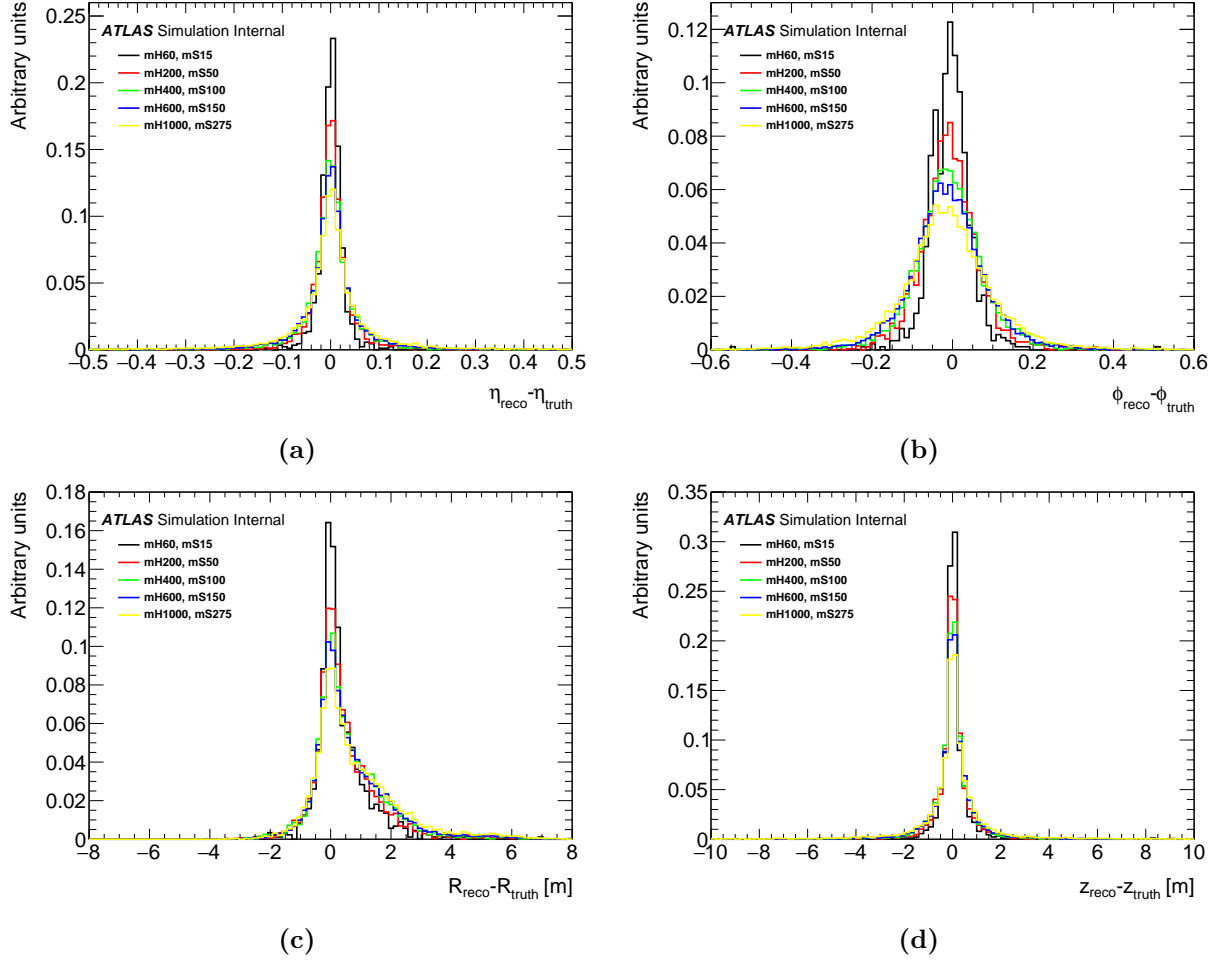 Arbitrary units
0.25
0.2
0.15
0.1
0.05
0
ATLAS Simulation Internal
mH60, mS15
mH200, mS50
mH400, mS100
mH600, mS150
mH1000, mS275
−0.5 −0.4 −0.3 −0.2 −0.1 0 0.1 0.2 0.3 0.4 0.5
ηreco-ηtruth
(a)
Arbitrary units
0.12
0.1
0.08
0.06
0.04
0.02
0
ATLAS Simulation Internal
mH60, mS15
mH200, mS50
mH400, mS100
mH600, mS150
mH1000, mS275
−0.6 −0.4 −0.2 0 0.2 0.4 0.6
ϕreco-ϕtruth
(b)
Arbitrary units
0.18
0.16
0.14
0.12
0.1
0.08
0.06
0.04
0.02
0
ATLAS Simulation Internal
mH60, mS15
mH200, mS50
mH400, mS100
mH600, mS150
mH1000, mS275
−8 −6 −4 −2 0 2 4 6 8
Rreco-Rtruth [m]
(c)
Arbitrary units
0.35
0.3
0.25
0.2
0.15
0.1
0.05
0
ATLAS Simulation Internal
mH60, mS15
mH200, mS50
mH400, mS100
mH600, mS150
mH1000, mS275
−10 −8 −6 −4 −2 0 2 4 6 8 10
zreco-ztruth [m]
(d)